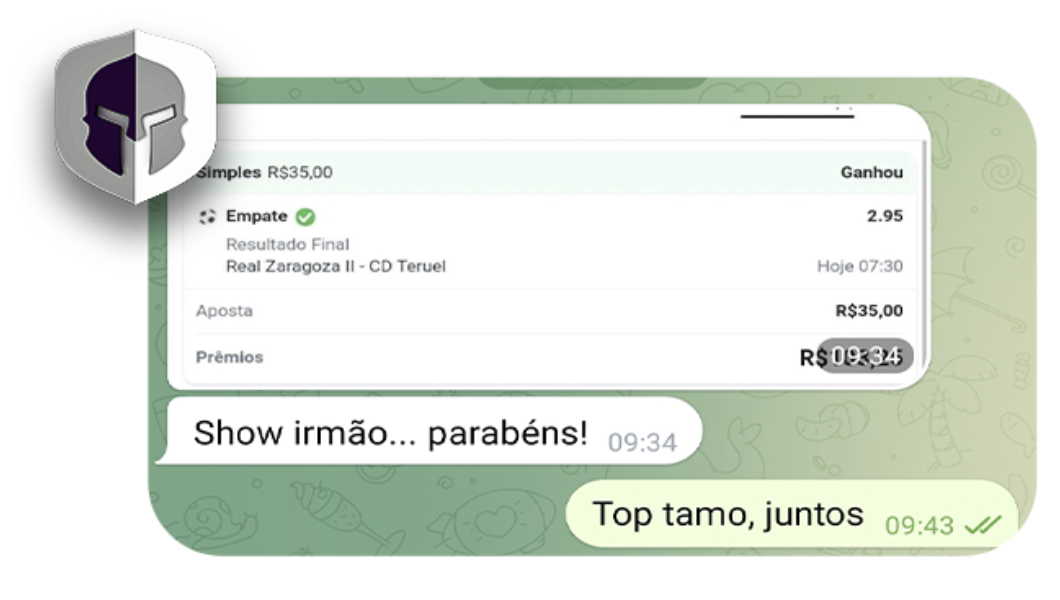 Simples R$35,00 Ganhou
Empate 2.95
Resultado Final
Real Zaragoza II - CD Teruel Hoje 07:30
Aposta R$35,00
Prêmios R$
09:34
Show irmão... parabéns! 09:34
Top tamo, juntos 09:43